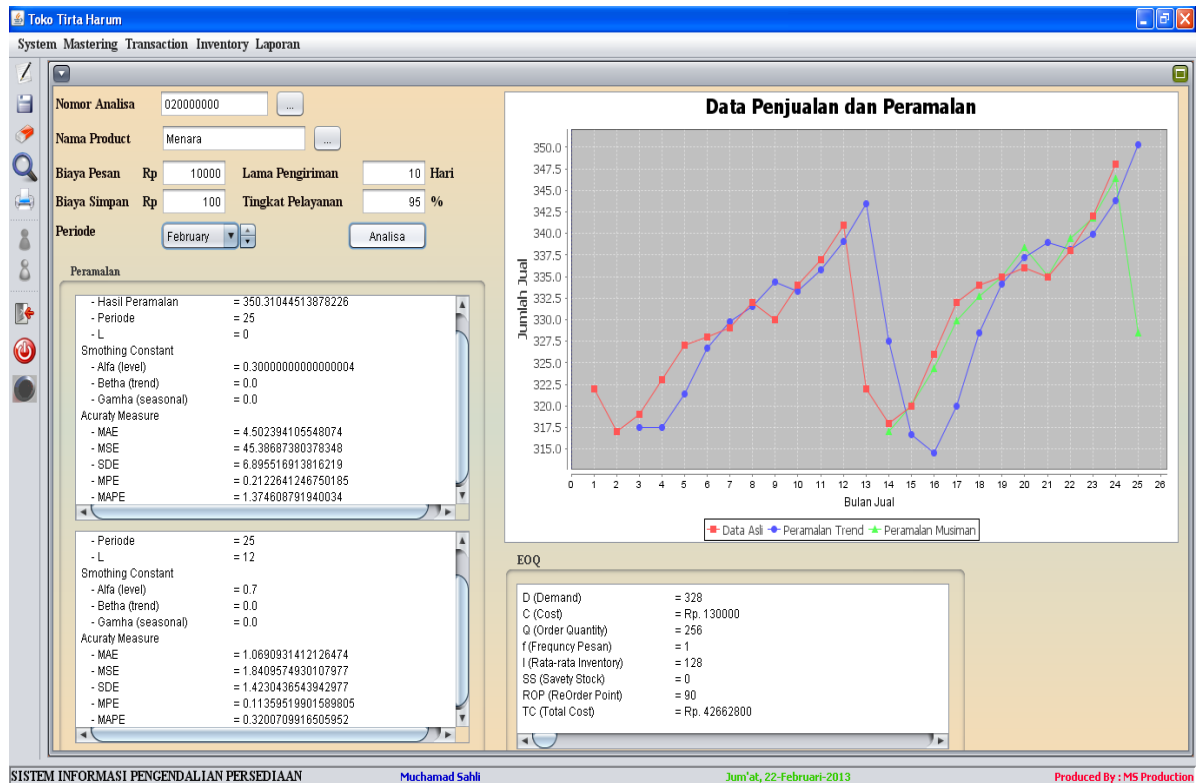 Toko Tirta Harum
System Mastering Transaction Inventory Laporan
Nomor Analisa 020000000 ...
Nama Product Menara ...
Biaya Pesan Rp 10000 Lama Pengiriman 10 Hari
Biaya Simpan Rp 100 Tingkat Pelayanan 95 %
Periode February Analisa
Peramalan
- Hasil Peramalan = 350.31044513878226
- Periode = 25
- L = 0
Smothing Constant
- Alfa (level) = 0.30000000000000004
- Betha (trend) = 0.0
- Gamha (seasonal) = 0.0
Acuraty Measure
- MAE = 4.502394105548074
- MSE = 45.38687380378348
- SDE = 6.895516913816219
- MPE = 0.2122641246750185
- MAPE = 1.374608791940034
- Periode = 25
- L = 12
Smothing Constant
- Alfa (level) = 0.7
- Betha (trend) = 0.0
- Gamha (seasonal) = 0.0
Acuraty Measure
- MAE = 1.0690931412126474
- MSE = 1.8409574930107977
- SDE = 1.4230436543942977
- MPE = 0.11359519901589805
- MAPE = 0.3200709916505952
Data Penjualan dan Peramalan
Jumlah Jual
350.0
347.5
345.0
342.5
340.0
337.5
335.0
332.5
330.0
327.5
325.0
322.5
320.0
317.5
315.0
0 1 2 3 4 5 6 7 8 9 10 11 12 13 14 15 16 17 18 19 20 21 22 23 24 25 26
Bulan Jual
Data Asli Peramalan Trend Peramalan Musiman
EOQ
D (Demand) = 328
C (Cost) = Rp. 130000
Q (Order Quantity) = 256
f (Frequncy Pesan) = 1
I (Rata-rata Inventory) = 128
SS (Savety Stock) = 0
ROP (ReOrder Point) = 90
TC (Total Cost) = Rp. 42662800
SISTEM INFORMASI PENGENDALIAN PERSEDIAAN Muchamad Sahli Jum'at, 22-Februari-2013 Produced By : MS Production